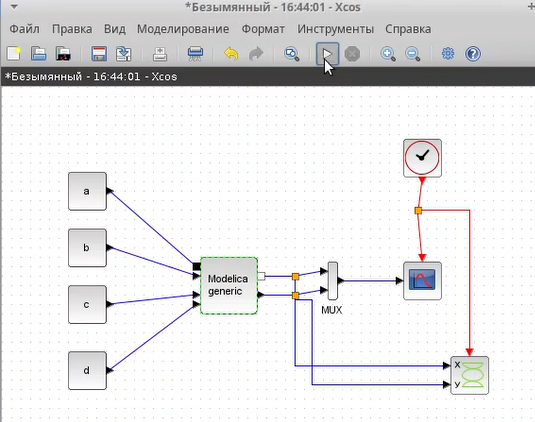 *Безымянный - 16:44:01 - Xcos
Файл Правка Вид Моделирование Формат Инструменты Справка
*Безымянный - 16:44:01 - Xcos
a
b
c
d
Modelica
generic
MUX
X
Y